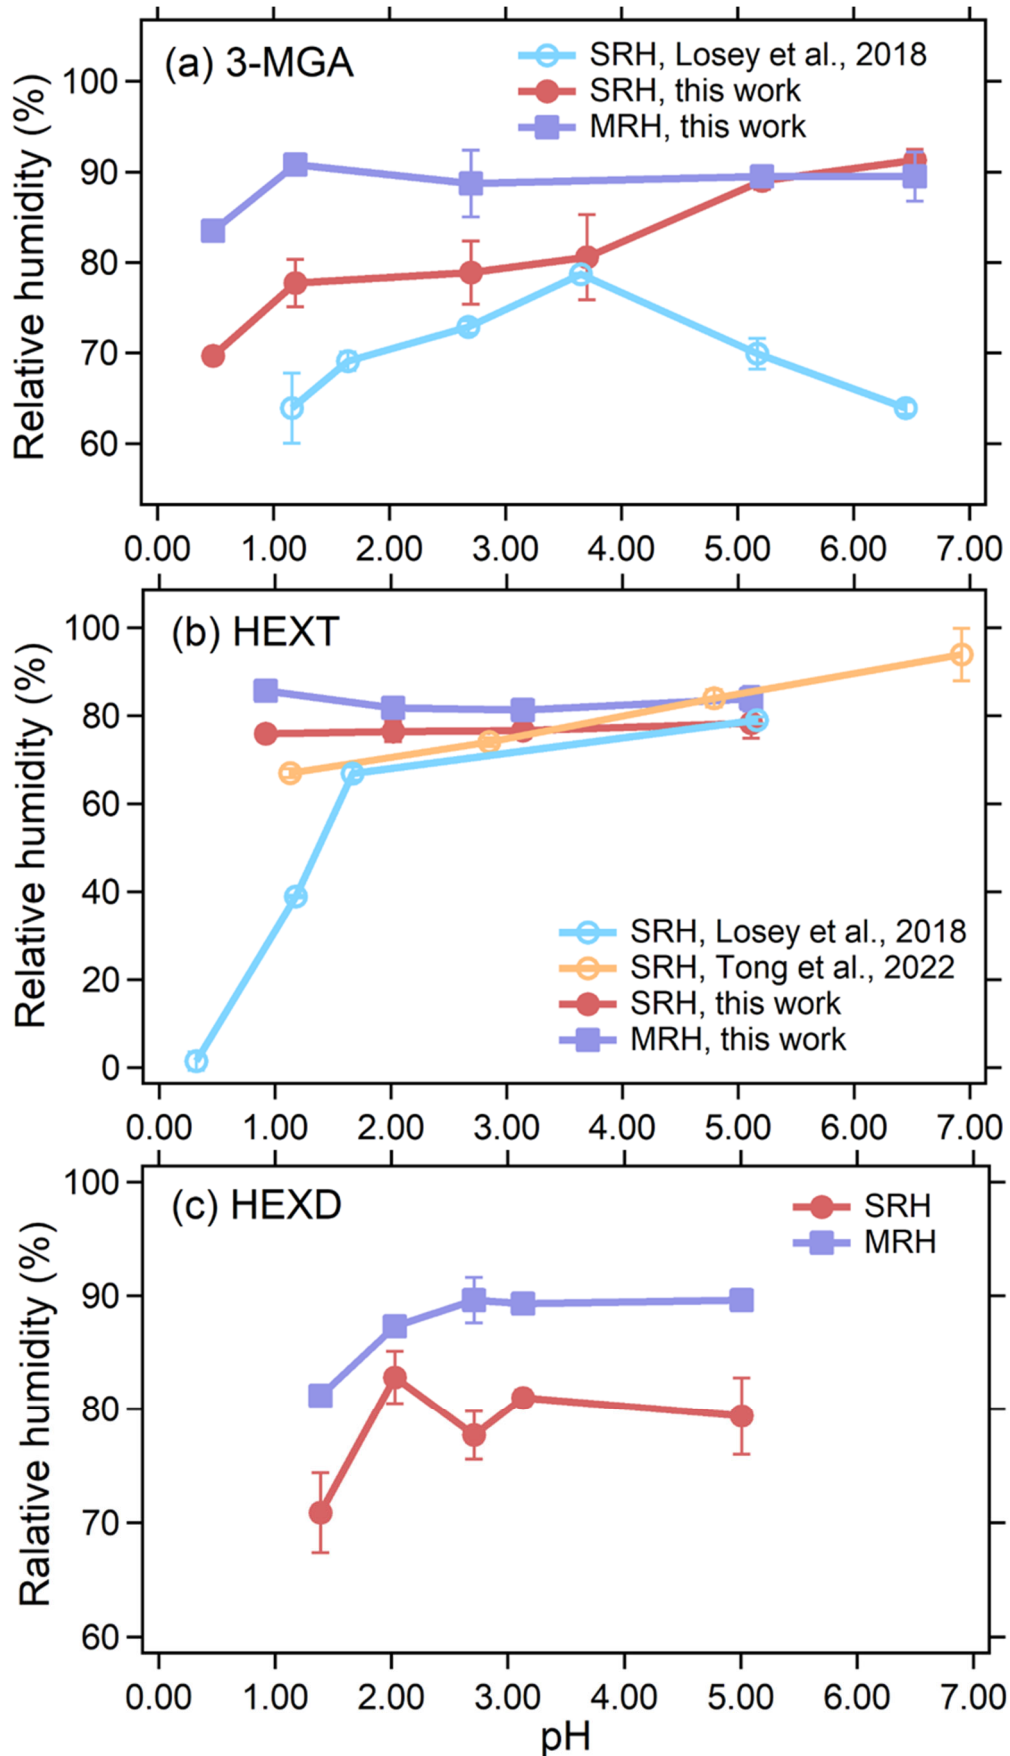 (a) 3-MGA
SRH, Losey et al., 2018
SRH, this work
MRH, this work
Relative humidity (%)
100
90
80
70
60
0.00 1.00 2.00 3.00 4.00 5.00 6.00 7.00
(b) HEXT
Relative humidity (%)
100
80
60
40
20
0
SRH, Losey et al., 2018
SRH, Tong et al., 2022
SRH, this work
MRH, this work
0.00 1.00 2.00 3.00 4.00 5.00 6.00 7.00
(c) HEXD
SRH
MRH
Ralative humidity (%)
100
90
80
70
60
0.00 1.00 2.00 3.00 4.00 5.00 6.00 7.00
pH